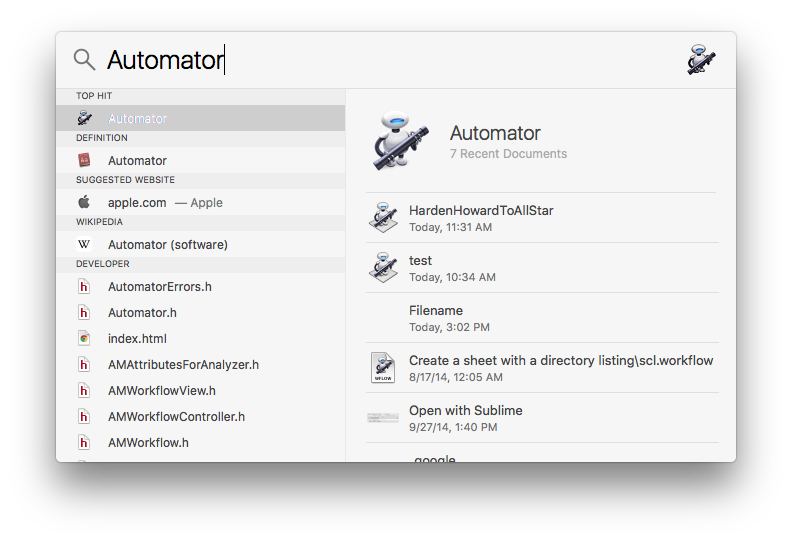 Automator
TOP HIT
Automator
DEFINITION
Automator
SUGGESTED WEBSITE
apple.com — Apple
WIKIPEDIA
W Automator (software)
DEVELOPER
h AutomatorErrors.h
h Automator.h
index.html
h AMAttributesForAnalyzer.h
h AMWorkflowView.h
h AMWorkflowController.h
h AMWorkflow.h
Automator
7 Recent Documents
HardenHowardToAllStar
Today, 11:31 AM
test
Today, 10:34 AM
Filename
Today, 3:02 PM
Create a sheet with a directory listing\scl.workflow
WFLOW
8/17/14, 12:05 AM
Open with Sublime
9/27/14, 1:40 PM
.google